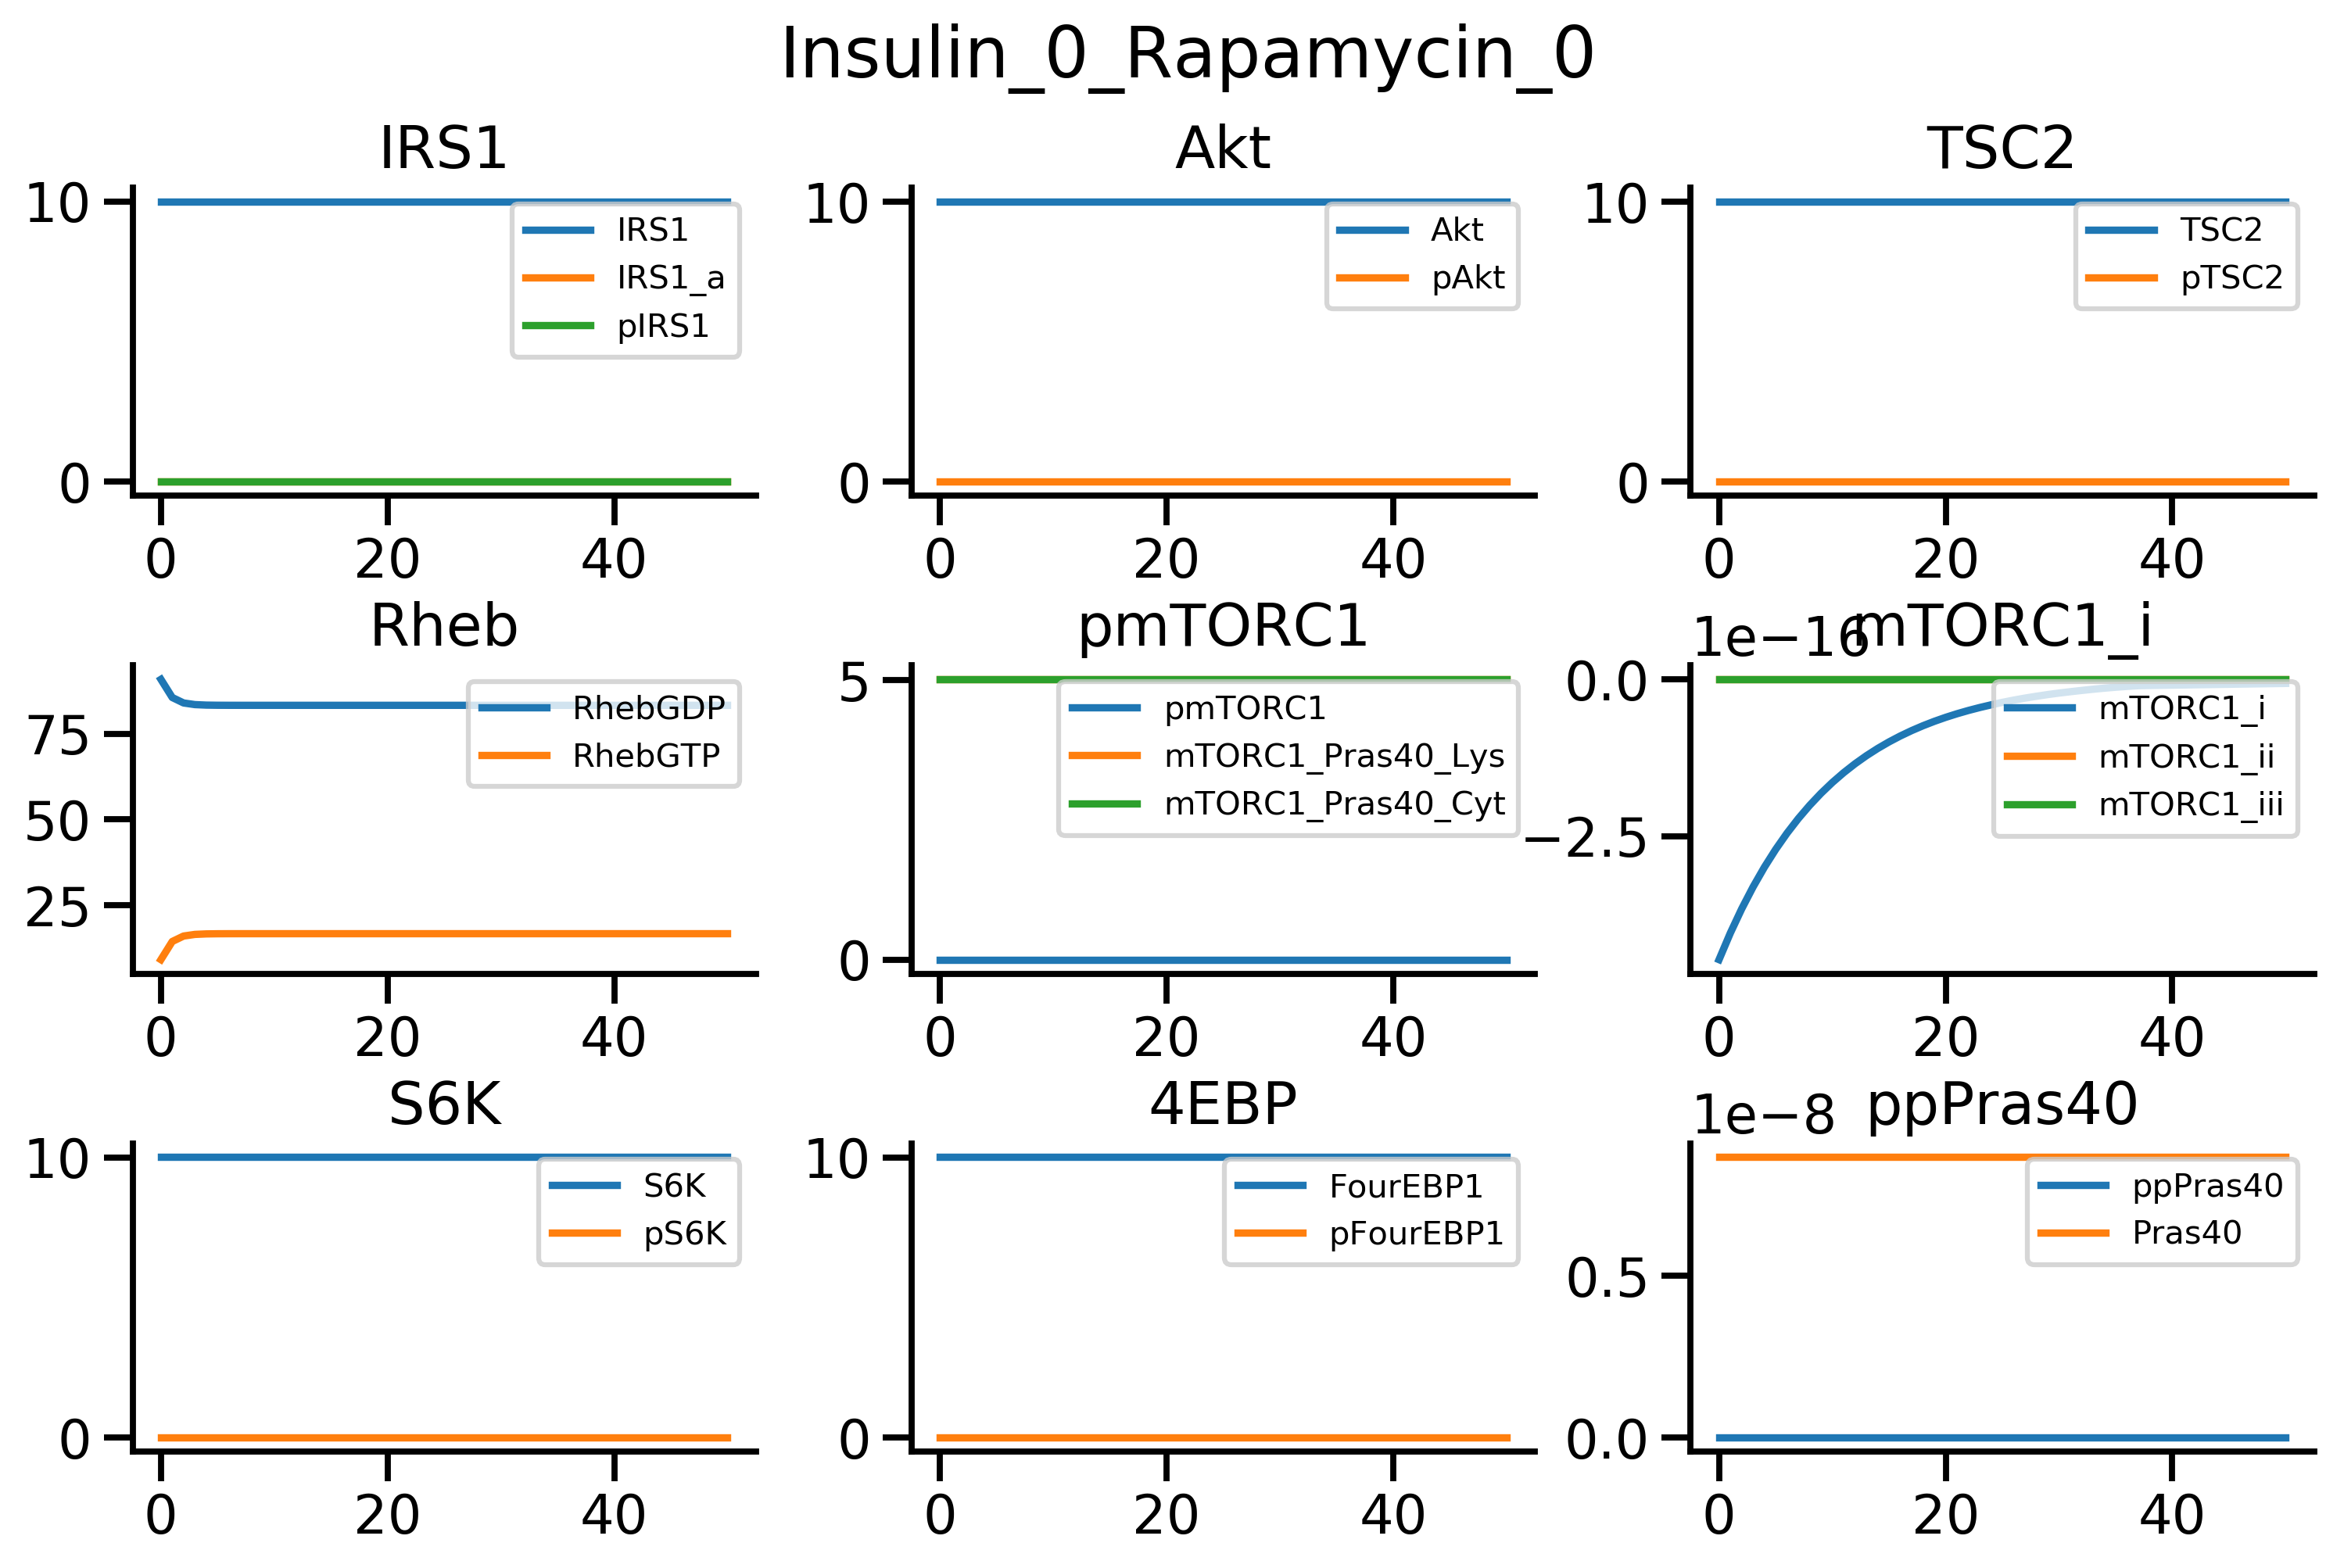 Insulin_0_Rapamycin_0
IRS1
10
0
0 20 40
IRS1
IRS1_a
pIRS1
Akt
10
0
0 20 40
Akt
pAkt
TSC2
10
0
0 20 40
TSC2
pTSC2
Rheb
75
50
25
0 20 40
RhebGDP
RhebGTP
pmTORC1
5
0
0 20 40
pmTORC1
mTORC1_Pras40_Lys
mTORC1_Pras40_Cyt
1e−16
mTORC1_i
0.0
−2.5
0 20 40
mTORC1_i
mTORC1_ii
mTORC1_iii
S6K
10
0
0 20 40
S6K
pS6K
4EBP
10
0
0 20 40
FourEBP1
pFourEBP1
1e−8
ppPras40
0.5
0.0
0 20 40
ppPras40
Pras40